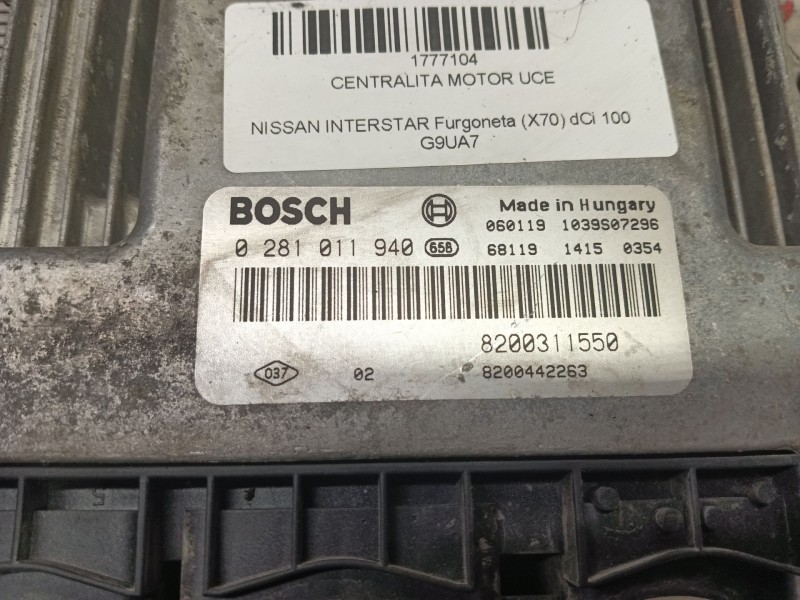 1777104
CENTRALITA MOTOR UCE
NISSAN INTERSTAR Furgoneta (X70) dCi 100
G9UA7
BOSCH Made in Hungary
060119 1039S07296
0 281 011 940 658 68119 1415 0354
8200311550
037 02 8200442263